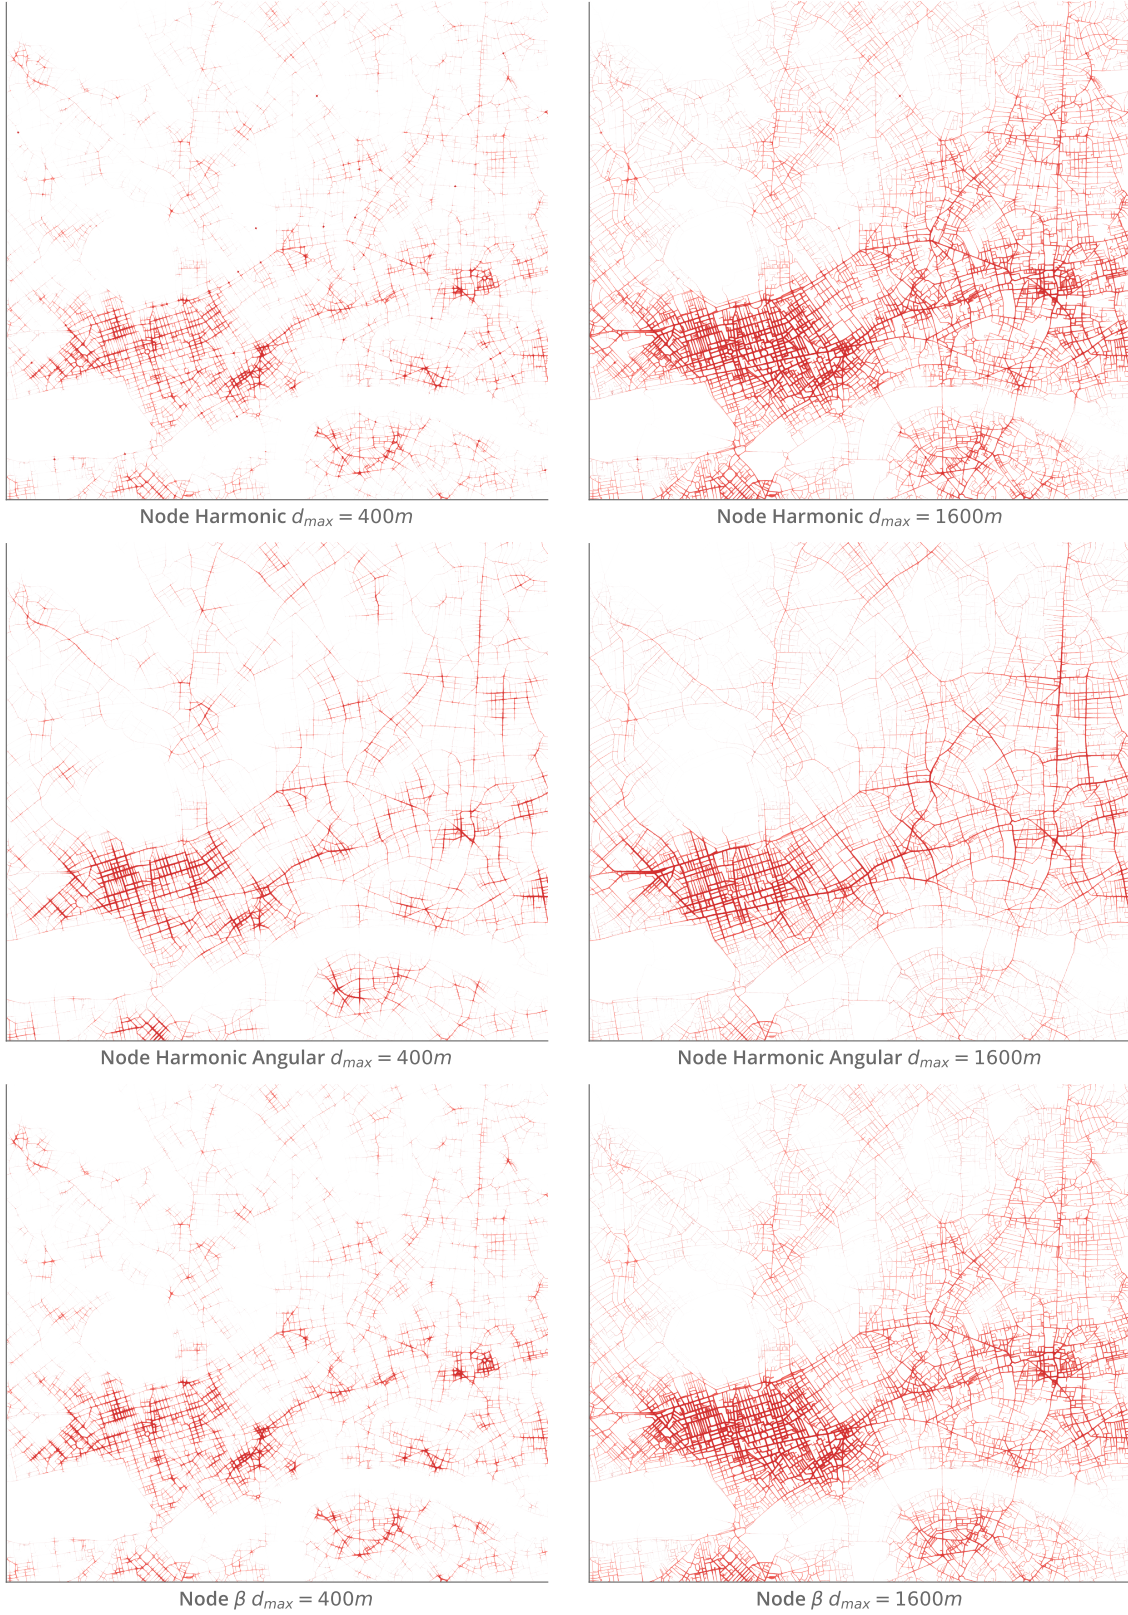 Node Harmonic d_max = 400m
Node Harmonic d_max = 1600m
Node Harmonic Angular d_max = 400m
Node Harmonic Angular d_max = 1600m
Node β d_max = 400m
Node β d_max = 1600m